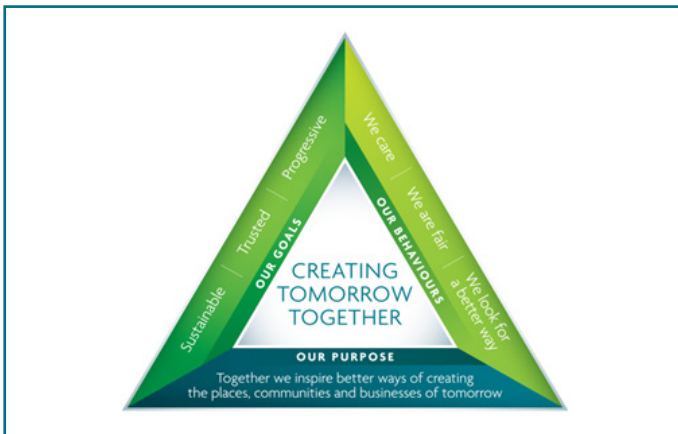 Sustainable | Trusted | Progressive
OUR GOALS
We care | We are fair | We look for
a better way
OUR BEHAVIOURS
CREATING
TOMORROW
TOGETHER
OUR PURPOSE
Together we inspire better ways of creating
the places, communities and businesses of tomorrow